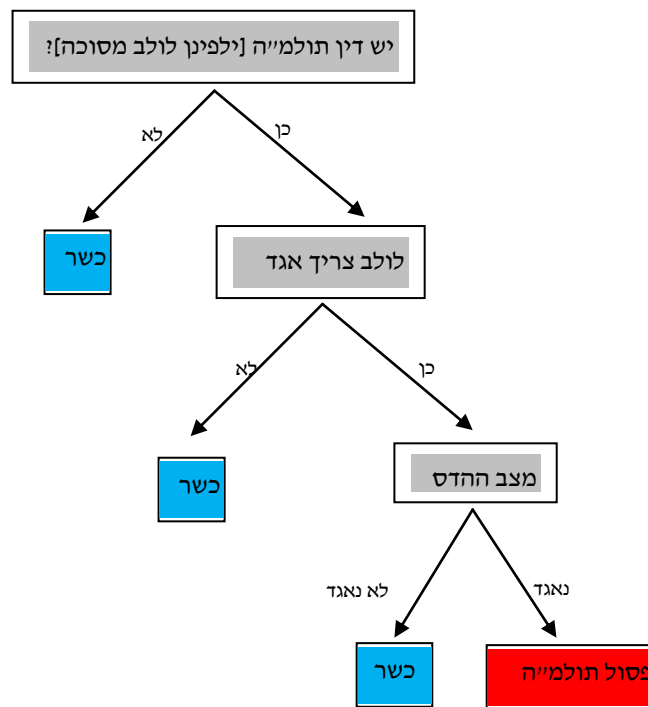 יש דין תולמ״ה [ילפינן לולב מסוכה]?
לא
כן
כשר
לולב צריך אגד
לא
כן
כשר
מצב ההדס
לא נאגד
נאגד
כשר
פסול תולמ״ה